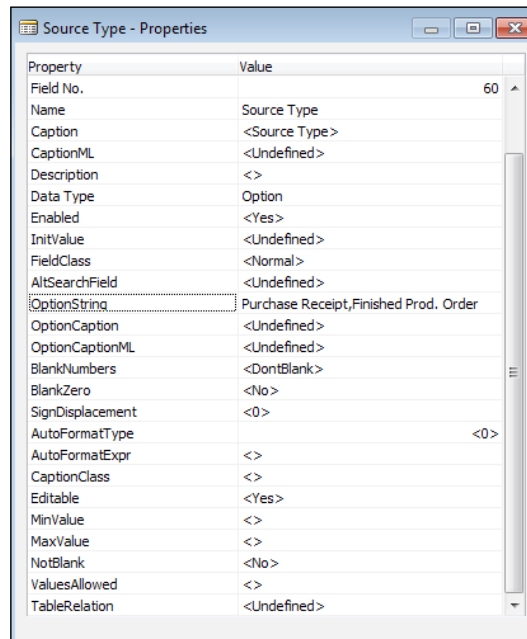 Source Type - Properties
Property Value
Field No. 60
Name Source Type
Caption <Source Type>
CaptionML <Undefined>
Description <>
Data Type Option
Enabled <Yes>
InitValue <Undefined>
FieldClass <Normal>
AltSearchField <Undefined>
OptionString Purchase Receipt,Finished Prod. Order
OptionCaption <Undefined>
OptionCaptionML <Undefined>
BlankNumbers <DontBlank>
BlankZero <No>
SignDisplacement <0>
AutoFormatType <0>
AutoFormatExpr <>
CaptionClass <>
Editable <Yes>
MinValue <>
MaxValue <>
NotBlank <No>
ValuesAllowed <>
TableRelation <Undefined>